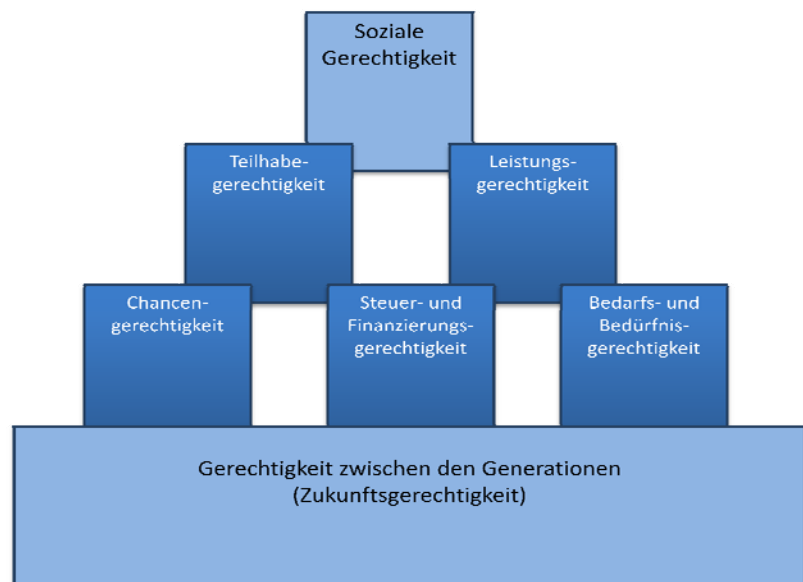 Soziale
Gerechtigkeit
Teilhabe-
gerechtigkeit
Leistungs-
gerechtigkeit
Chancen-
gerechtigkeit
Steuer- und
Finanzierungs-
gerechtigkeit
Bedarfs- und
Bedürfnis-
gerechtigkeit
Gerechtigkeit zwischen den Generationen
(Zukunftsgerechtigkeit)